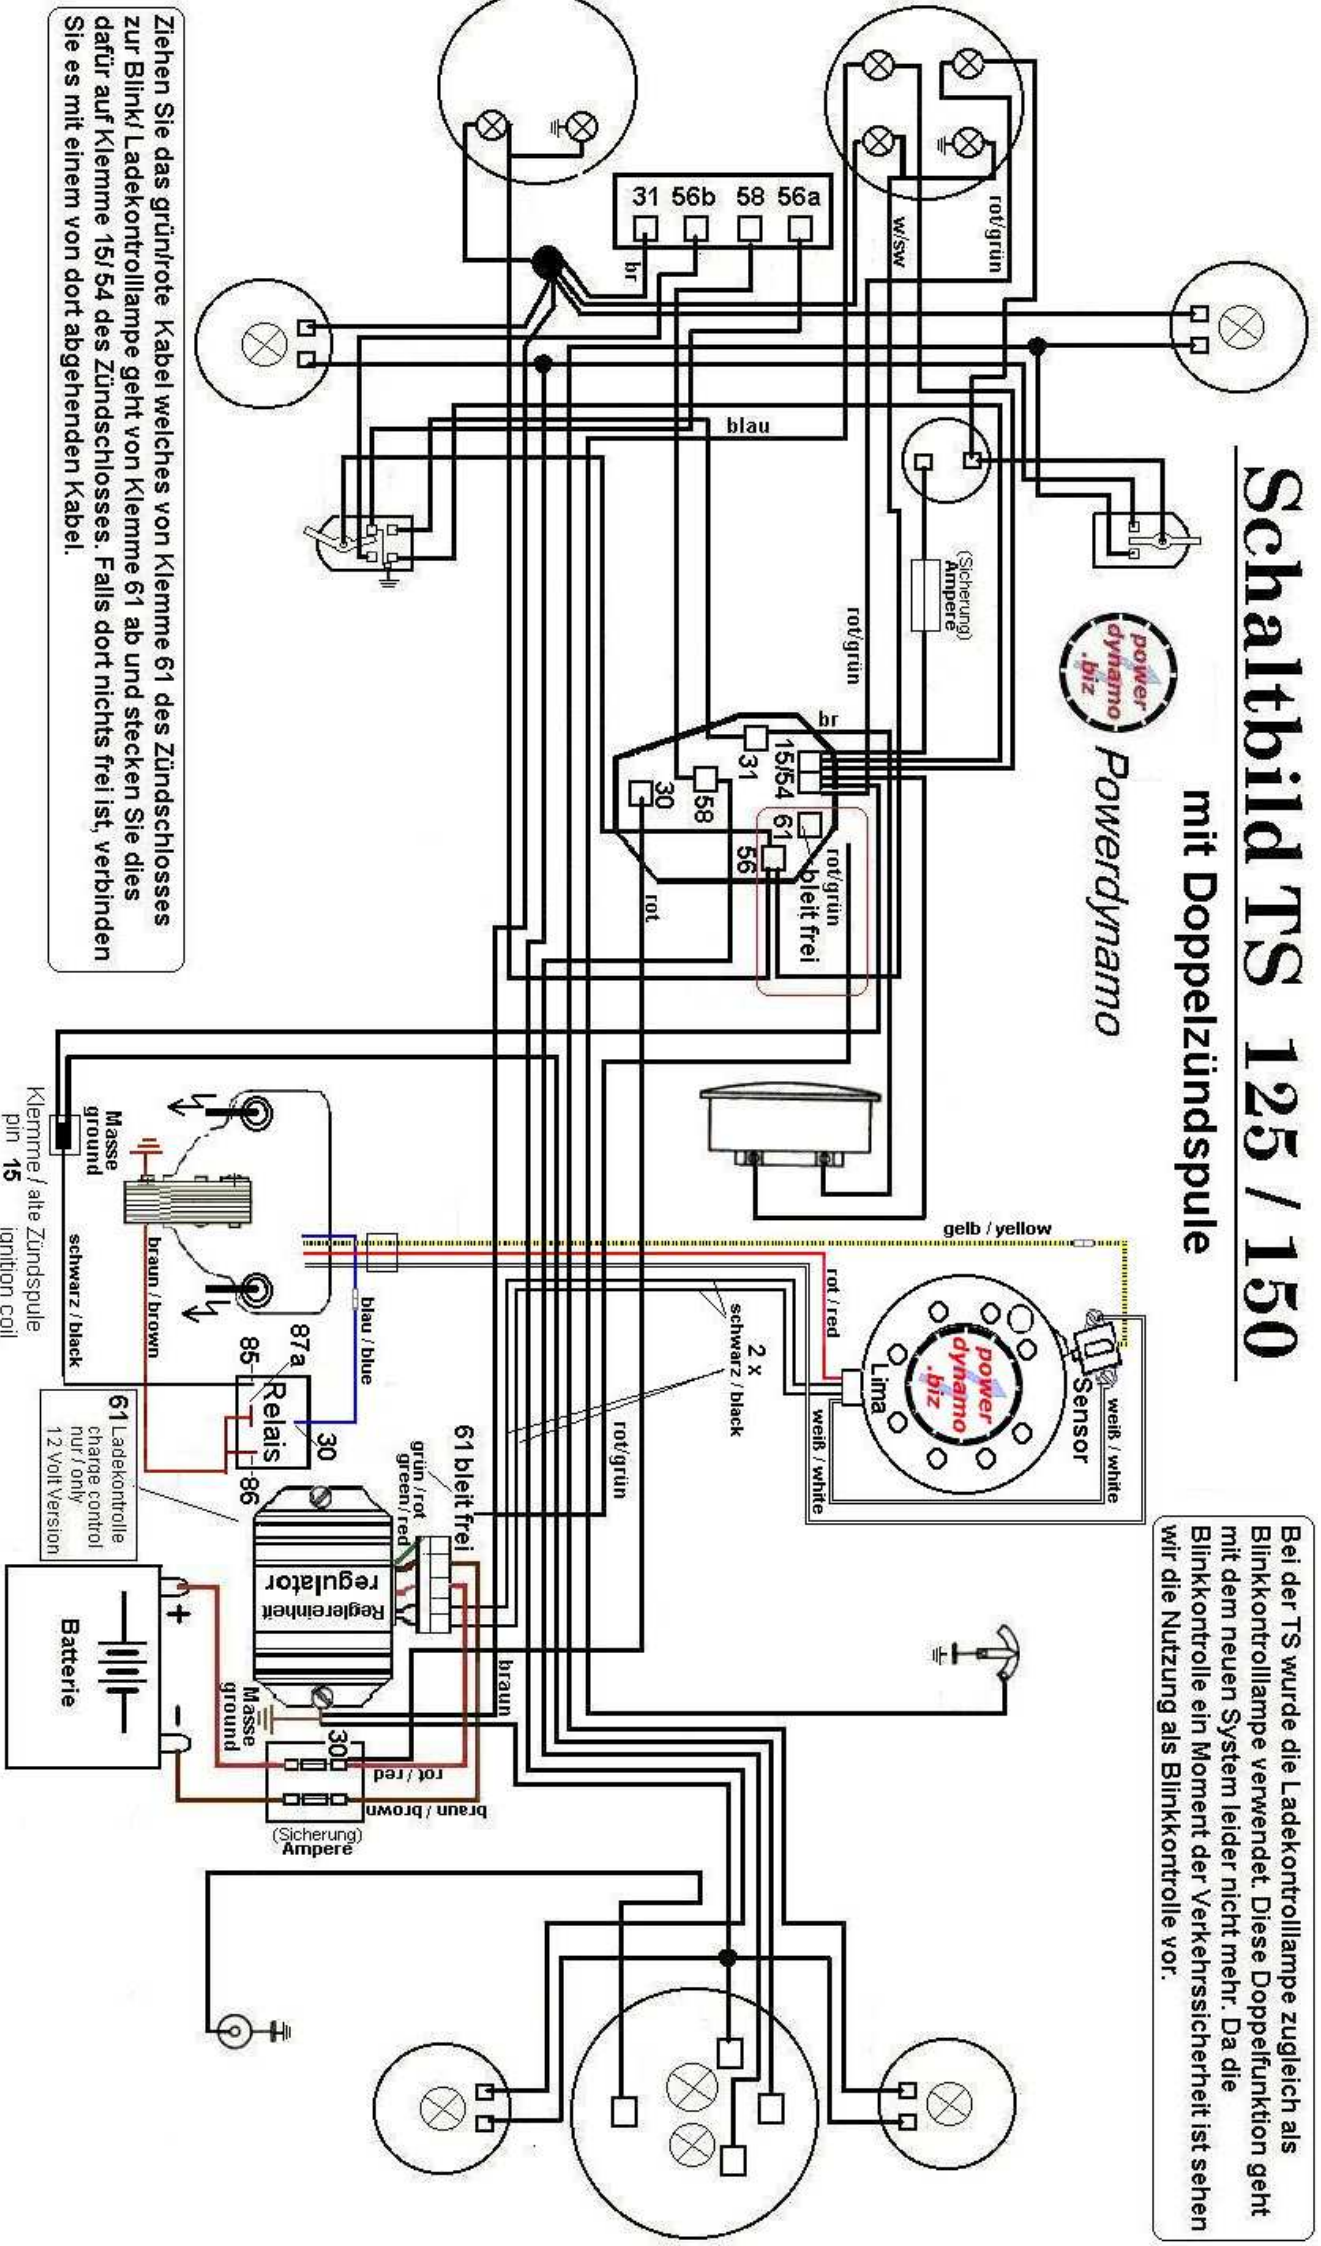 Schaltbild TS 125 / 150
mit Doppelzündspule
power
dynamo
.biz
Powerdynamo
Bei der TS wurde die Ladekontrolllampe zugleich als
Blinkkontrolllampe verwendet. Diese Doppelfunktion geht
mit dem neuen System leider nicht mehr. Da die
Blinkkontrolle ein Moment der Verkehrssicherheit ist sehen
wir die Nutzung als Blinkkontrolle vor.
rot/grün
w/sw
56a
58
56b
31
br
blau
(Sicherung)
Ampere
rot/grün
br
15/54
31
61
58
30
56
rot/grün
bleit frei
rot
gelb / yellow
rot / red
power
dynamo
.biz
Lima
Sensor
weiß / white
weiß / white
2 x
schwarz / black
rot/grün
blau / blue
braun / brown
Masse
ground
schwarz / black
Klemme / alte Zündspule
pin 15 ignition coil
87a
85
Relais
30
86
61 bleit frei
grün / rot
green/red
61 Ladekontrolle
charge control
nur / only
12 Volt Version
regulator
Reglereinheit
braun
Masse
ground
30
rot / red
braun / brown
(Sicherung)
Ampere
+
-
Batterie
Ziehen Sie das grün/rote Kabel welches von Klemme 61 des Zündschlosses
zur Blink/ Ladekontrolllampe geht von Klemme 61 ab und stecken Sie dies
dafür auf Klemme 15/ 54 des Zündschlosses. Falls dort nichts frei ist, verbinden
Sie es mit einem von dort abgehenden Kabel.